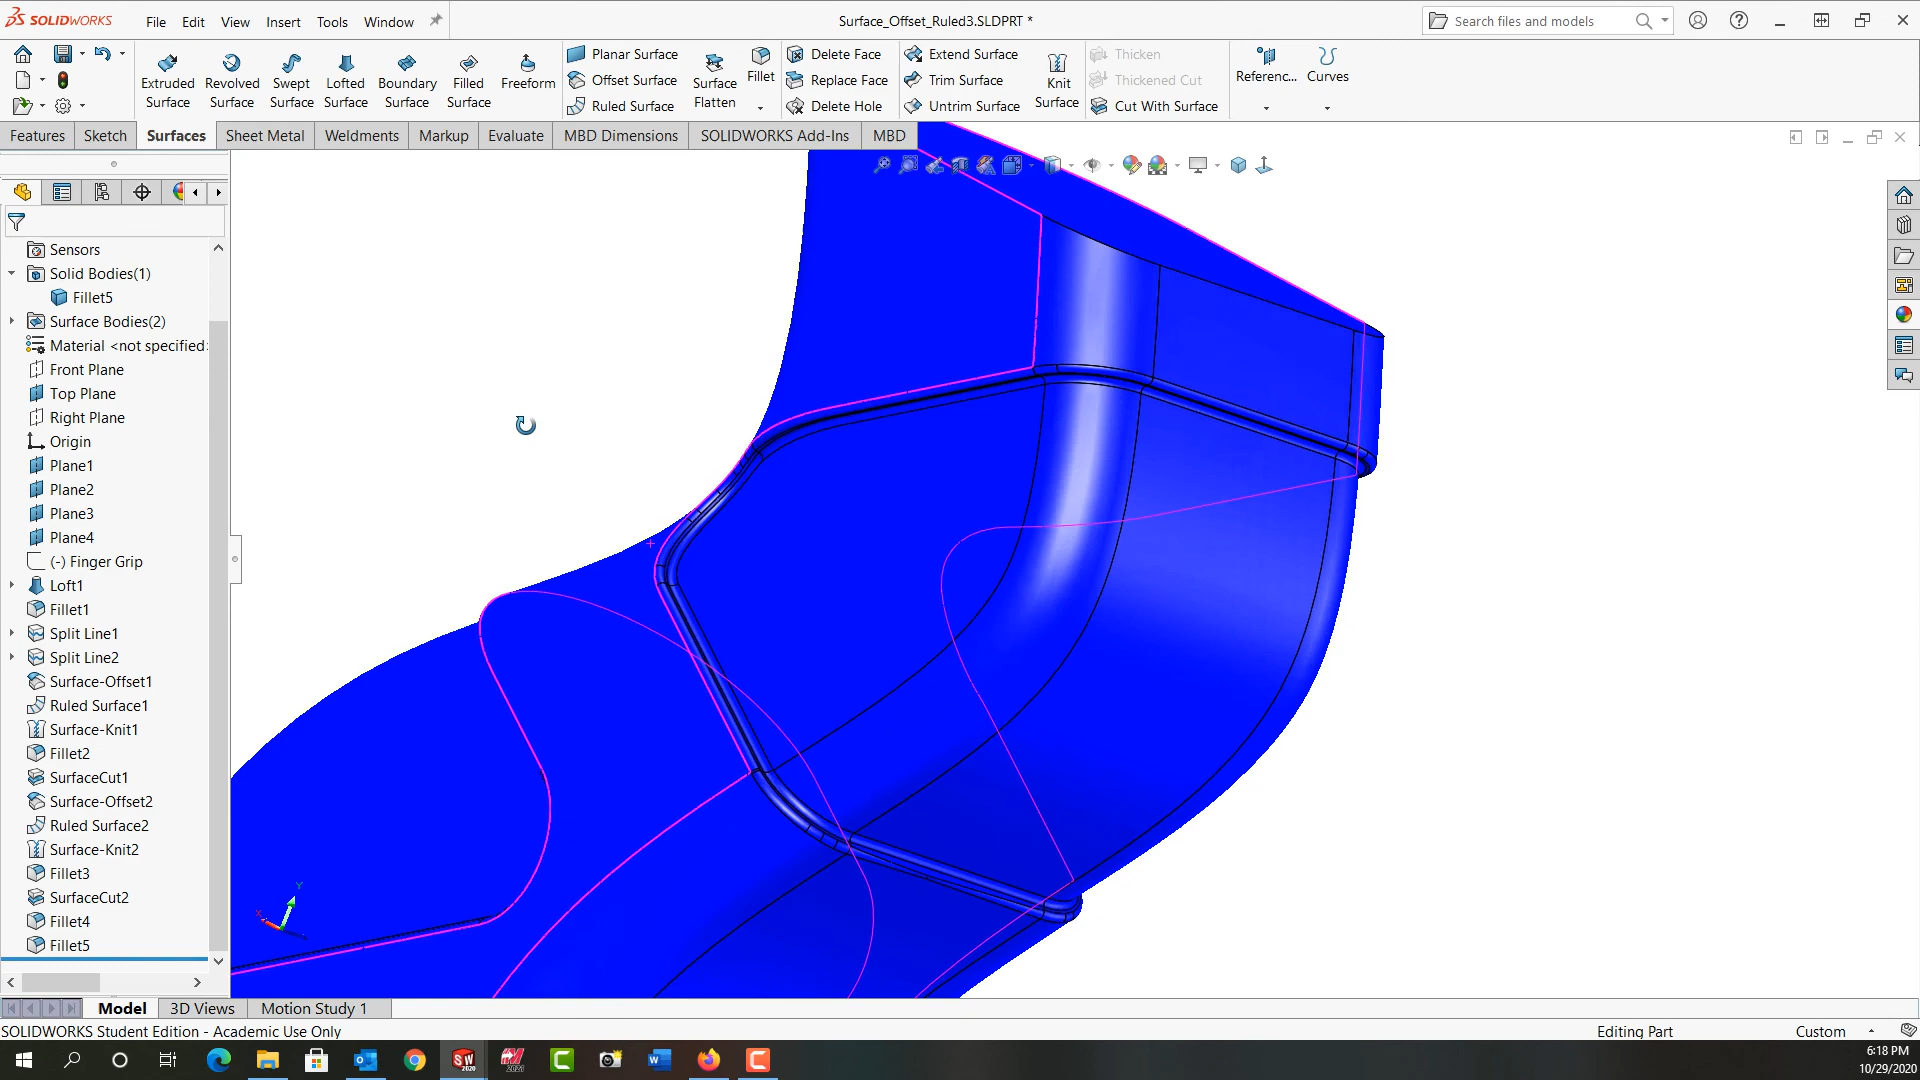 SOLIDWORKS File Edit View Insert Tools Window Surface_Offset_Ruled3.SLDPRT * Search files and models
Extruded Surface Revolved Surface Swept Surface Lofted Surface Boundary Surface Filled Surface Freeform
Planar Surface Offset Surface Ruled Surface
Surface Flatten Fillet
Delete Face Replace Face Delete Hole
Extend Surface Trim Surface Untrim Surface
Knit Surface
Thicken Thickened Cut Cut With Surface
Referenc... Curves
Features Sketch Surfaces Sheet Metal Weldments Markup Evaluate MBD Dimensions SOLIDWORKS Add-Ins MBD
Sensors
Solid Bodies(1)
Fillet5
Surface Bodies(2)
Material <not specified>
Front Plane
Top Plane
Right Plane
Origin
Plane1
Plane2
Plane3
Plane4
(-) Finger Grip
Loft1
Fillet1
Split Line1
Split Line2
Surface-Offset1
Ruled Surface1
Surface-Knit1
Fillet2
SurfaceCut1
Surface-Offset2
Ruled Surface2
Surface-Knit2
Fillet3
SurfaceCut2
Fillet4
Fillet5
Y
X
Model 3D Views Motion Study 1
SOLIDWORKS Student Edition - Academic Use Only Editing Part Custom
6:18 PM
10/29/2020